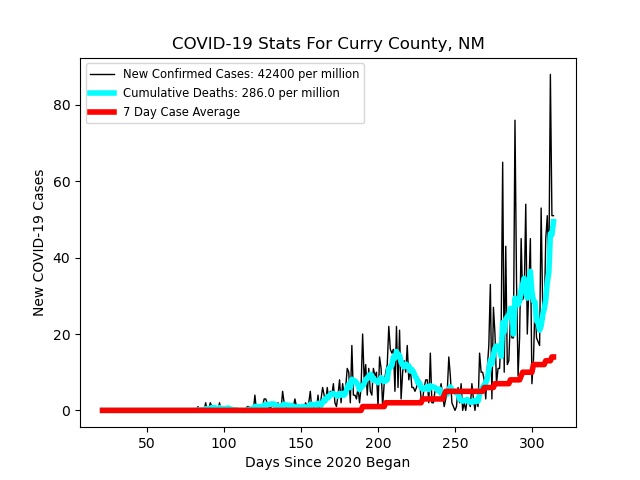 COVID-19 Stats For Curry County, NM
New Confirmed Cases: 42400 per million
Cumulative Deaths: 286.0 per million
7 Day Case Average
80
60
40
20
0
New COVID-19 Cases
50 100 150 200 250 300
Days Since 2020 Began